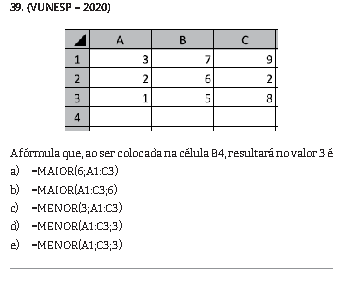 39. (VUNESP – 2020)
A B C
1 3 7 9
2 2 6 2
3 1 5 8
4
A fórmula que, ao ser colocada na célula B4, resultará no valor 3 é
a) =MAIOR(6;A1:C3)
b) =MAIOR(A1:C3;6)
c) =MENOR(3;A1:C3)
d) =MENOR(A1:C3;3)
e) =MENOR(A1;C3;3)